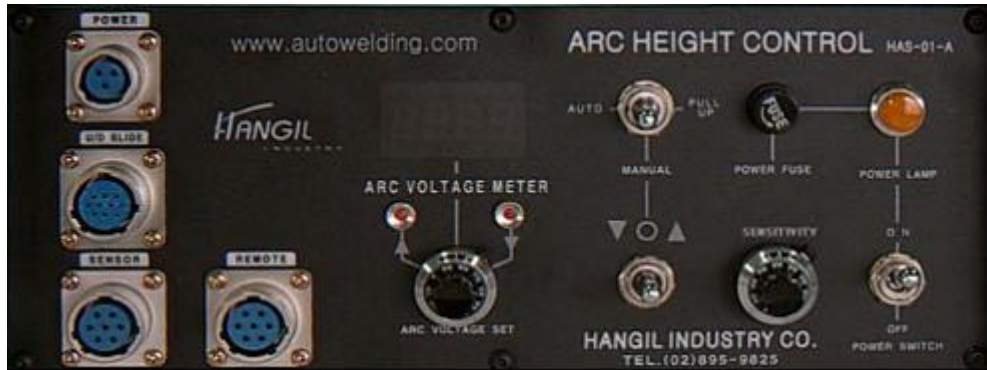 POWER
www.autowelding.com
ARC HEIGHT CONTROL HAS-01-A
AUTO
PULL UP
FUSE
HANGIL
INDUSTRY
U/D SLIDE
MANUAL
POWER FUSE
POWER LAMP
ARC VOLTAGE METER
SENSITIVITY
ON
SENSOR
REMOTE
ARC VOLTAGE SET
OFF
HANGIL INDUSTRY CO.
POWER SWITCH
TEL.(02)895-9825